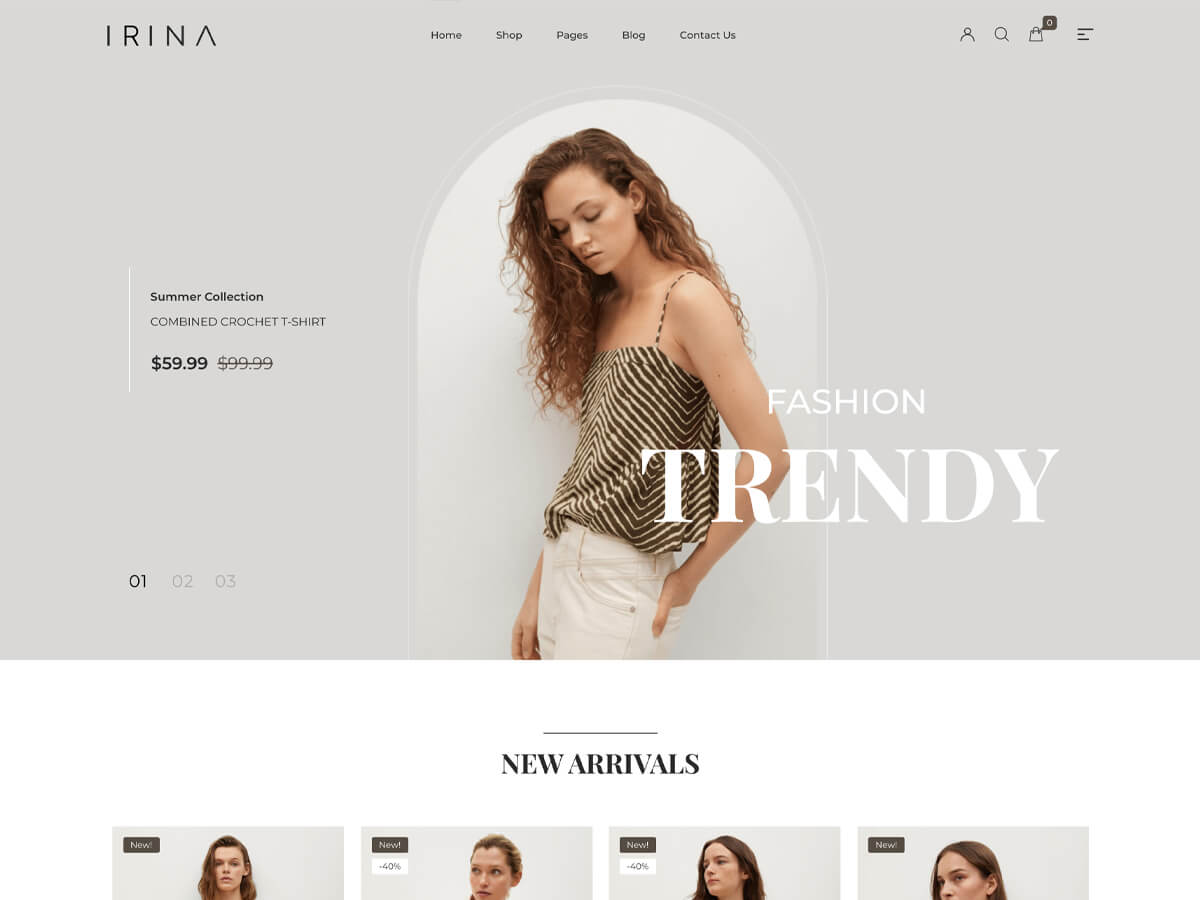 IRINA
Home Shop Pages Blog Contact Us
0
Summer Collection
COMBINED CROCHET T-SHIRT
$59.99 $99.99
FASHION
TRENDY
01 02 03
NEW ARRIVALS
New! New! New! New!
-40% -40%